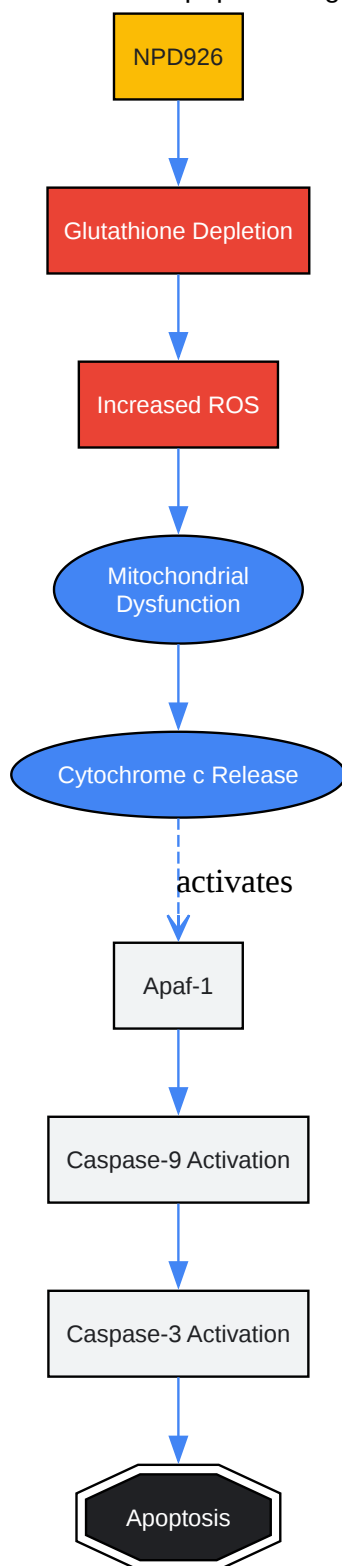 NPD926
Glutathione Depletion
Increased ROS
Mitochondrial
Dysfunction
Cytochrome c Release
activates
Apaf-1
Caspase-9 Activation
Caspase-3 Activation
Apoptosis